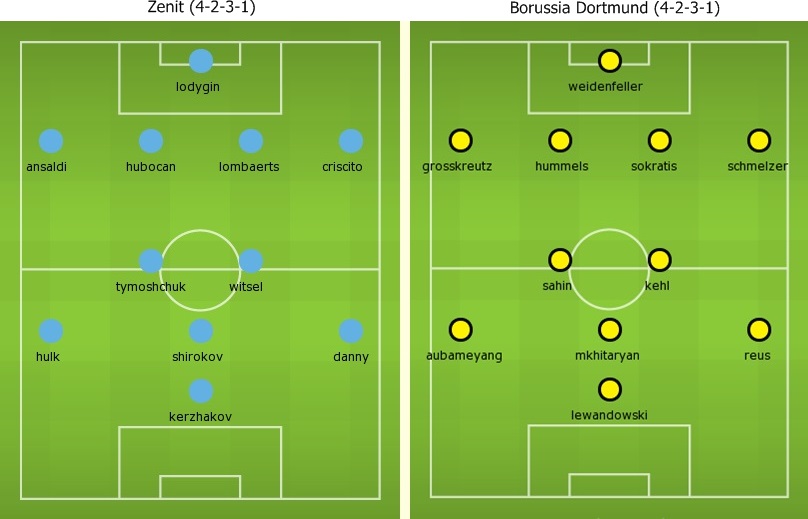 Zenit (4-2-3-1)
lodygin
ansaldi hubocan lombaerts criscito
tymoshchuk witsel
hulk shirokov danny
kerzhakov
Borussia Dortmund (4-2-3-1)
weidenfeller
grosskreutz hummels sokratis schmelzer
sahin kehl
aubameyang mkhitaryan reus
lewandowski